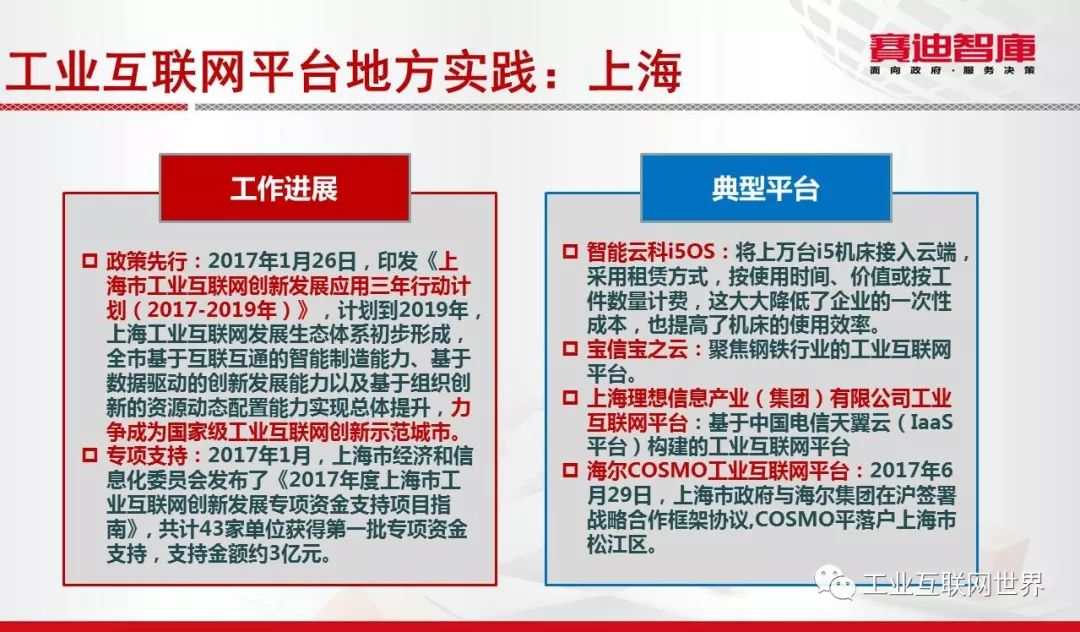 工业互联网平台地方实践：上海
赛迪智庫
面向政府·服务决策
工作进展
政策先行：2017年1月26日，印发《上
海市工业互联网创新发展应用三年行动计
划（2017-2019年）》，计划到2019年，
上海工业互联网发展生态体系初步形成，
全市基于互联互通的智能制造能力、基于
数据驱动的创新发展能力以及基于组织创
新的资源动态配置能力实现总体提升，力
争成为国家级工业互联网创新示范城市。
专项支持：2017年1月，上海市经济和信
息化委员会发布了《2017年度上海市工
业互联网创新发展专项资金支持项目指
南》，共计43家单位获得第一批专项资金
支持，支持金额约3亿元。
典型平台
智能云科i5OS：将上万台i5机床接入云端，
采用租赁方式，按使用时间、价值或按工
件数量计费，这大大降低了企业的一次性
成本，也提高了机床的使用效率。
宝信宝之云：聚焦钢铁行业的工业互联网
平台。
上海理想信息产业（集团）有限公司工业
互联网平台：基于中国电信天翼云（IaaS
平台）构建的工业互联网平台
海尔COSMO工业互联网平台：2017年6
月29日，上海市政府与海尔集团在沪签署
战略合作框架协议,COSMO平落户上海市
松江区。
工业互联网世界